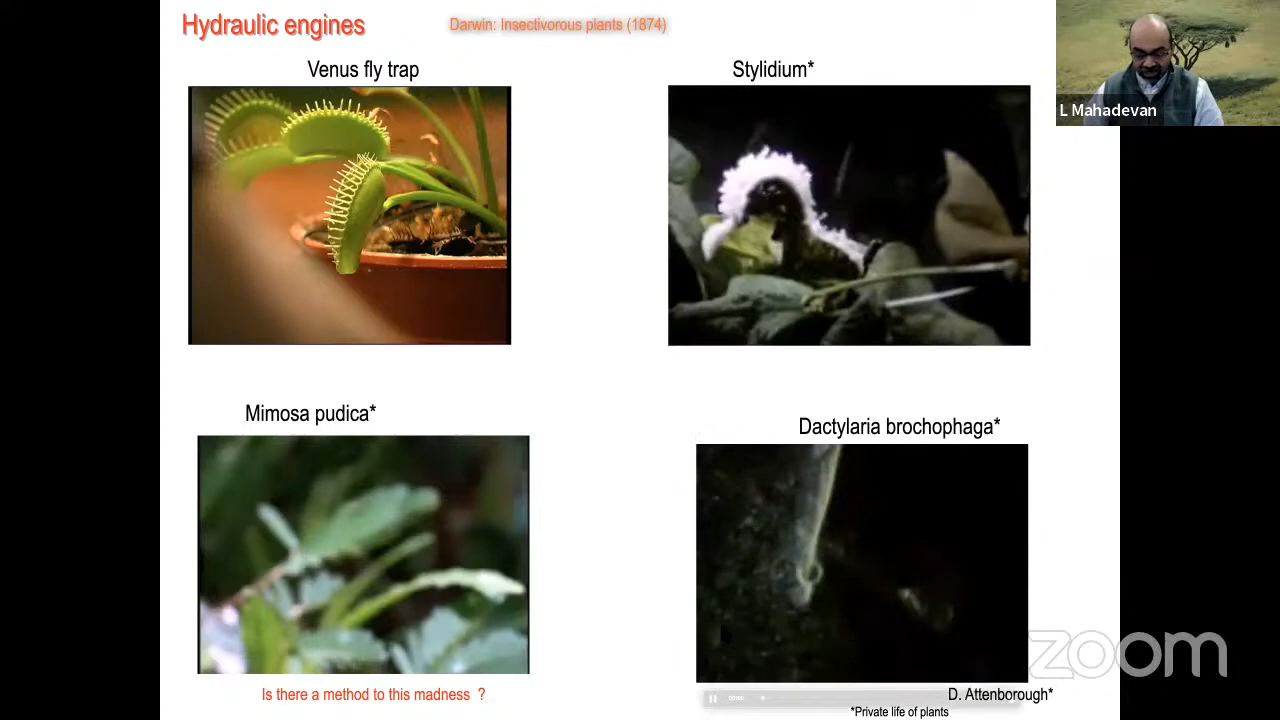 Hydraulic engines
Darwin: Insectivorous plants (1874)
Venus fly trap
Stylidium*
L Mahadevan
Mimosa pudica*
Dactylaria brochophaga*
zoom
Is there a method to this madness ?
D. Attenborough*
*Private life of plants